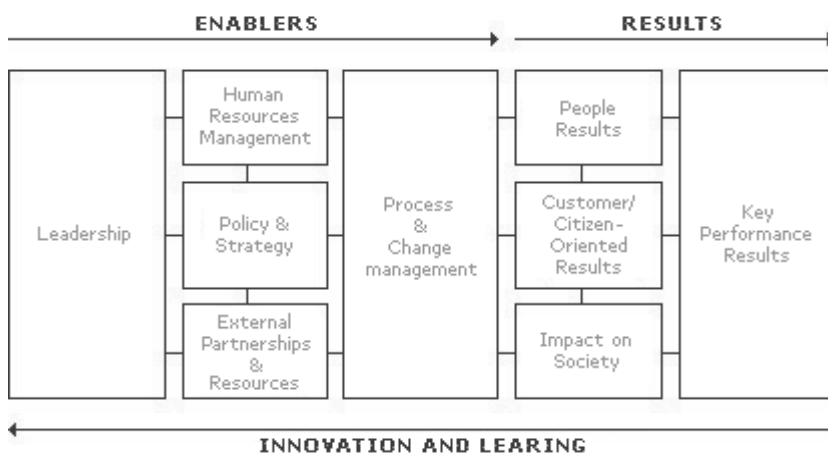 ENABLERS
RESULTS
Leadership
Human
Resources
Management
Policy &
Strategy
External
Partnerships
&
Resources
Process
&
Change
management
People
Results
Customer/
Citizen-
Oriented
Results
Impact on
Society
Key
Performance
Results
INNOVATION AND LEARING